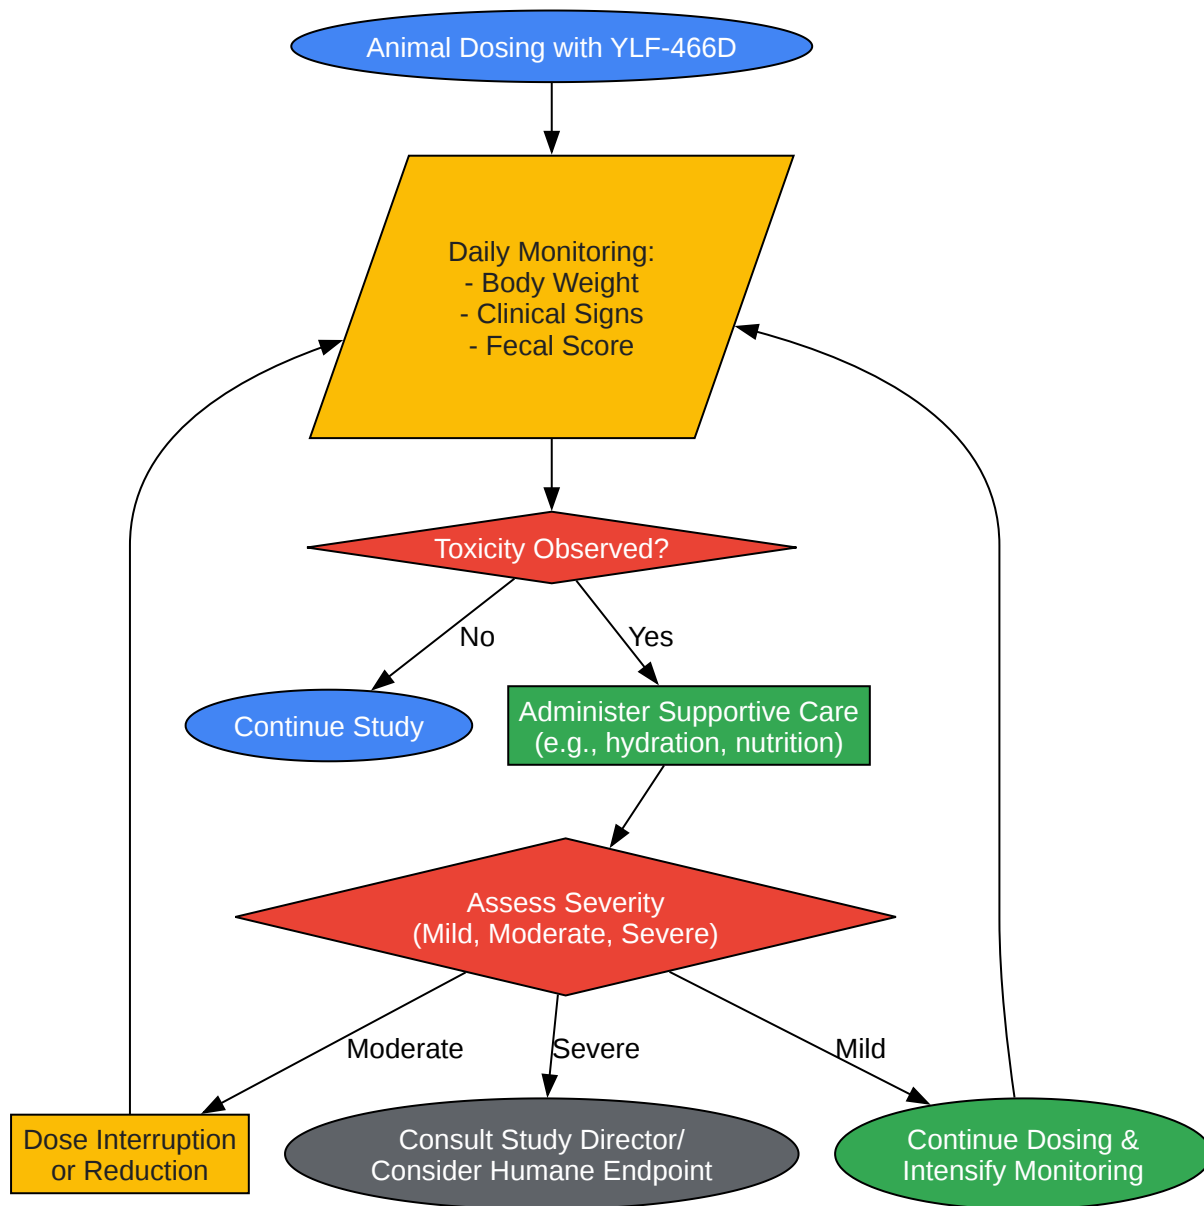 Animal Dosing with YLF-466D
Daily Monitoring:
- Body Weight
- Clinical Signs
- Fecal Score
Toxicity Observed?
No
Yes
Continue Study
Administer Supportive Care
(e.g., hydration, nutrition)
Assess Severity
(Mild, Moderate, Severe)
Moderate
Severe
Mild
Dose Interruption
or Reduction
Consult Study Director/
Consider Humane Endpoint
Continue Dosing &
Intensify Monitoring